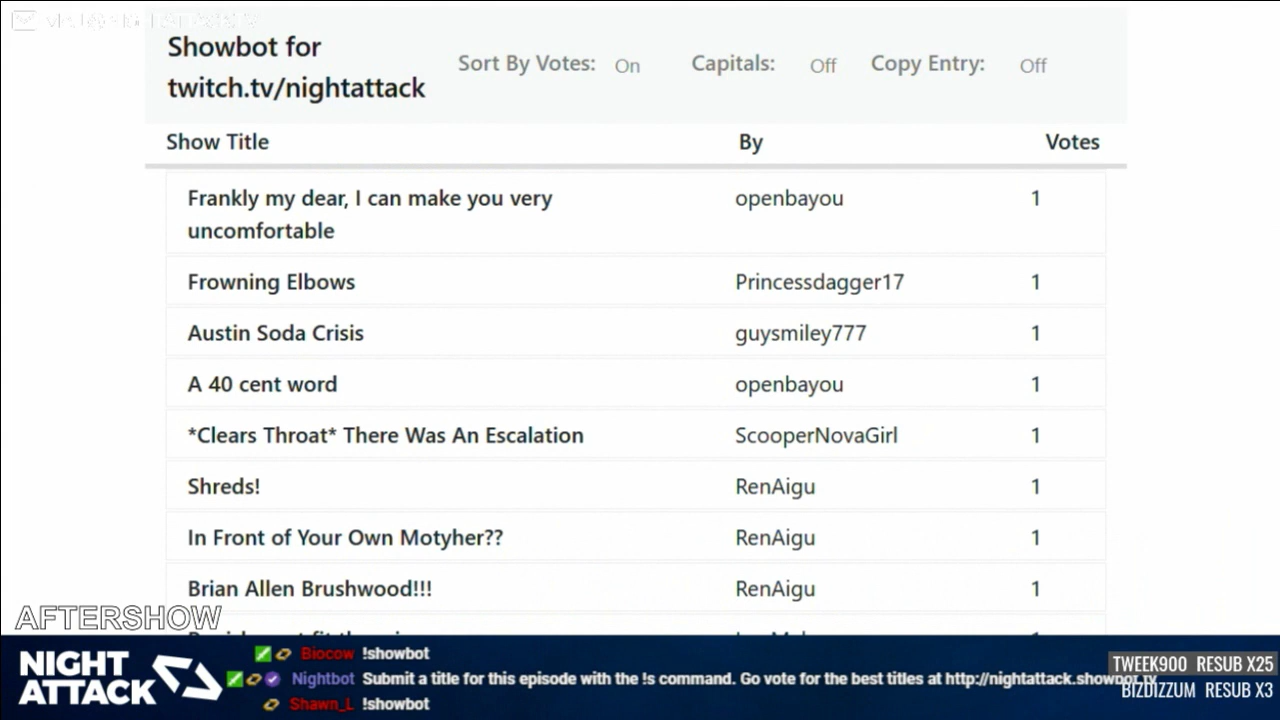 Showbot for
twitch.tv/nightattack
Sort By Votes: On Capitals: Off Copy Entry: Off
Show Title By Votes
Frankly my dear, I can make you very
uncomfortable openbayou 1
Frowning Elbows Princessdagger17 1
Austin Soda Crisis guysmiley777 1
A 40 cent word openbayou 1
*Clears Throat* There Was An Escalation ScooperNovaGirl 1
Shreds! RenAigu 1
In Front of Your Own Motyher?? RenAigu 1
Brian Allen Brushwood!!! RenAigu 1
AFTERSHOW
NIGHT
ATTACK
Biocow !showbot
Nightbot Submit a title for this episode with the !s command. Go vote for the best titles at http://nightattack.showbot.tv
Shawn_L !showbot
TWEEK900 RESUB X25
BIZDIZZUM RESUB X3